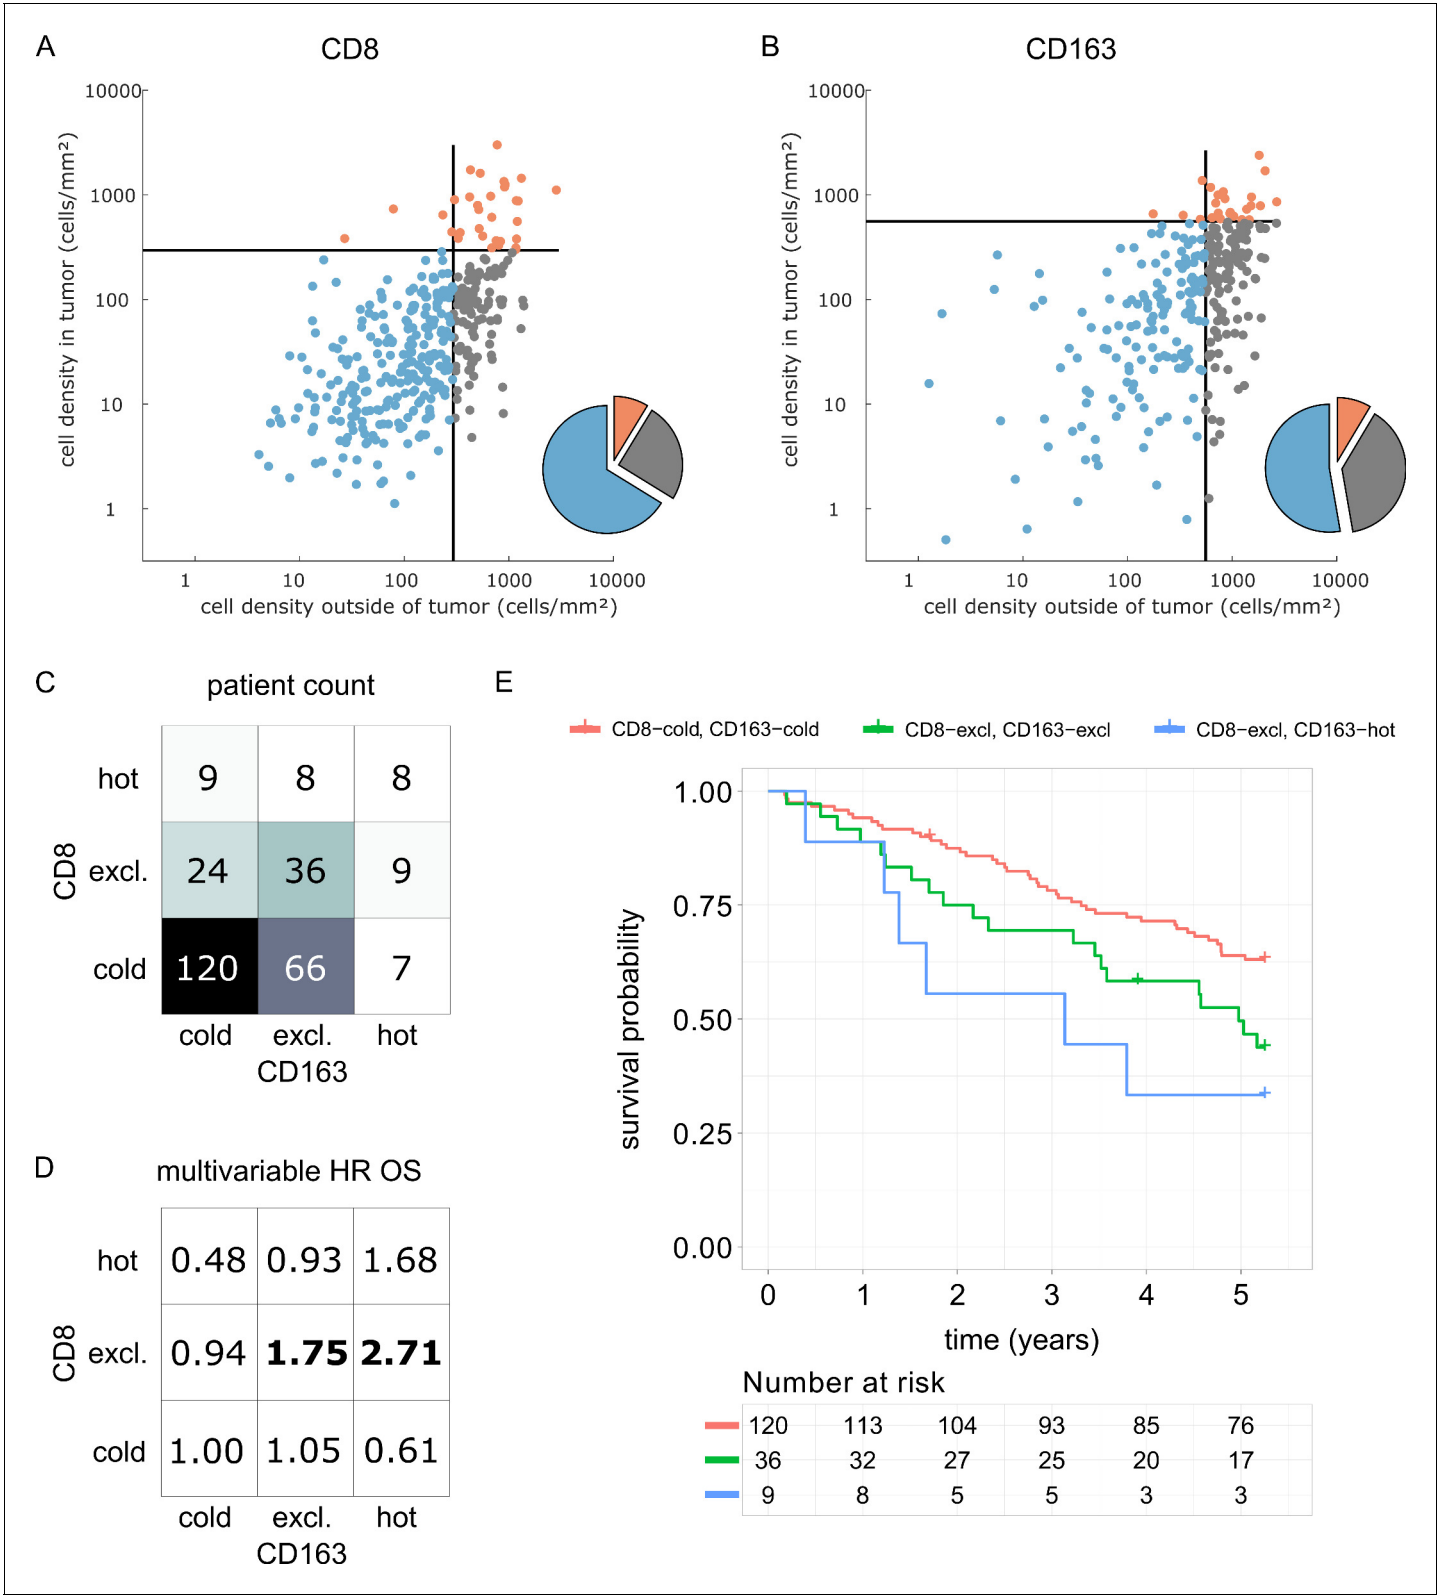 A
CD8
10000
1000
100
10
1
cell density in tumor (cells/mm²)
1 10 100 1000 10000
cell density outside of tumor (cells/mm²)
B
CD163
10000
1000
100
10
1
cell density in tumor (cells/mm²)
1 10 100 1000 10000
cell density outside of tumor (cells/mm²)
C
patient count
CD8
hot 9 8 8
excl. 24 36 9
cold 120 66 7
cold excl. hot
CD163
D
multivariable HR OS
CD8
hot 0.48 0.93 1.68
excl. 0.94 1.75 2.71
cold 1.00 1.05 0.61
cold excl. hot
CD163
E
CD8−cold, CD163−cold CD8−excl, CD163−excl CD8−excl, CD163−hot
survival probability
1.00
0.75
0.50
0.25
0.00
0 1 2 3 4 5
time (years)
Number at risk
120 113 104 93 85 76
36 32 27 25 20 17
9 8 5 5 3 3